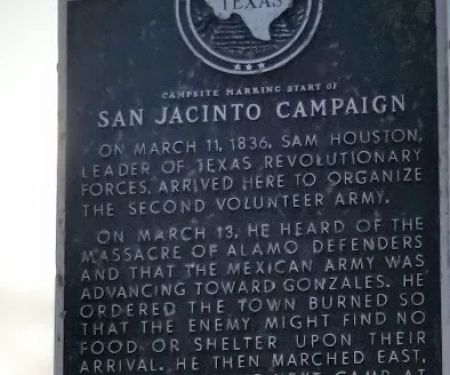 TEXAS
CAMPSITE MARKING START OF
SAN JACINTO CAMPAIGN
ON MARCH 11, 1836, SAM HOUSTON,
LEADER OF TEXAS REVOLUTIONARY
FORCES, ARRIVED HERE TO ORGANIZE
THE SECOND VOLUNTEER ARMY.
ON MARCH 13, HE HEARD OF THE
MASSACRE OF ALAMO DEFENDERS
AND THAT THE MEXICAN ARMY WAS
ADVANCING TOWARD GONZALES. HE
ORDERED THE TOWN BURNED SO
THAT THE ENEMY MIGHT FIND NO
FOOD OR SHELTER UPON THEIR
ARRIVAL. HE THEN MARCHED EAST,
NEXT CAMP AT